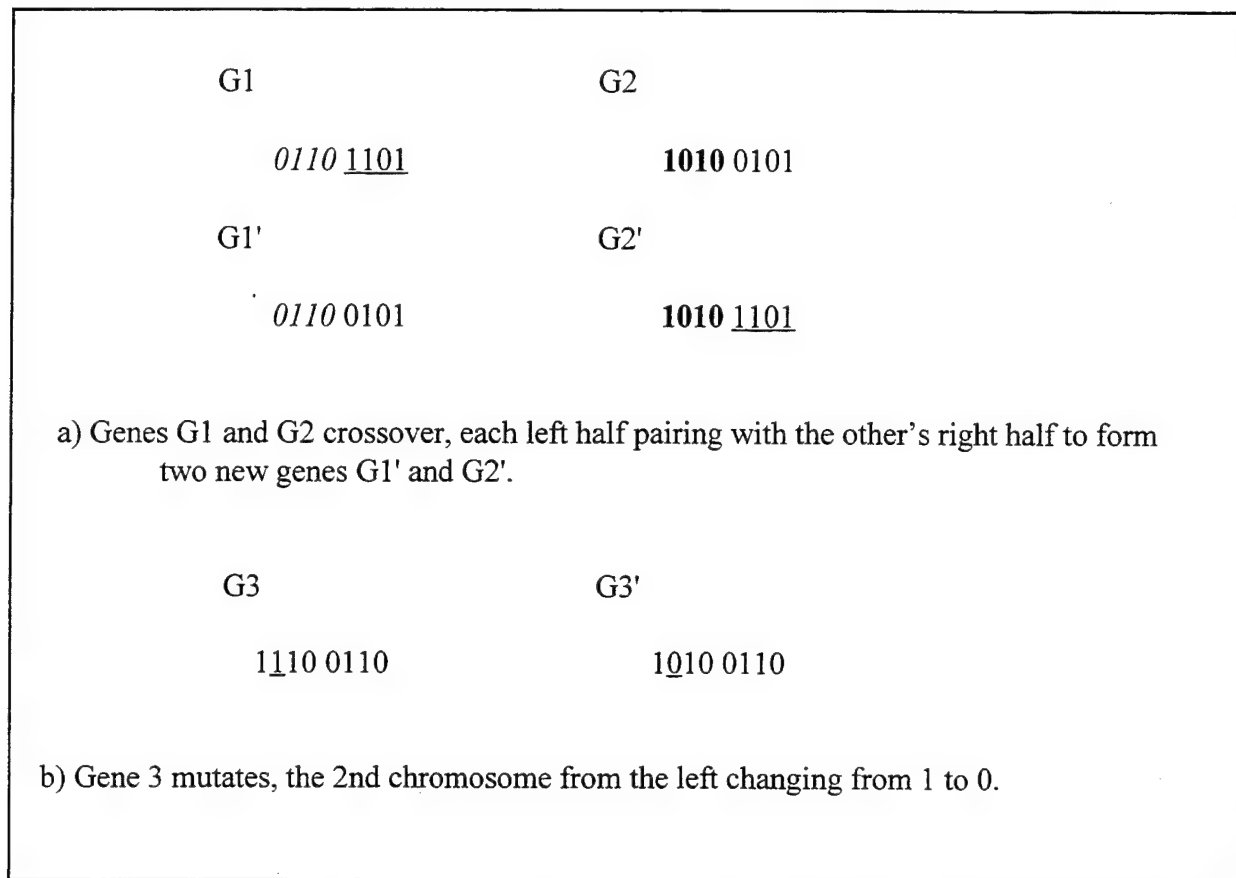 G1 G2
0110 1101 1010 0101
G1' G2'
0110 0101 1010 1101
a) Genes G1 and G2 crossover, each left half pairing with the other's right half to form
two new genes G1' and G2'.
G3 G3'
1110 0110 1010 0110
b) Gene 3 mutates, the 2nd chromosome from the left changing from 1 to 0.